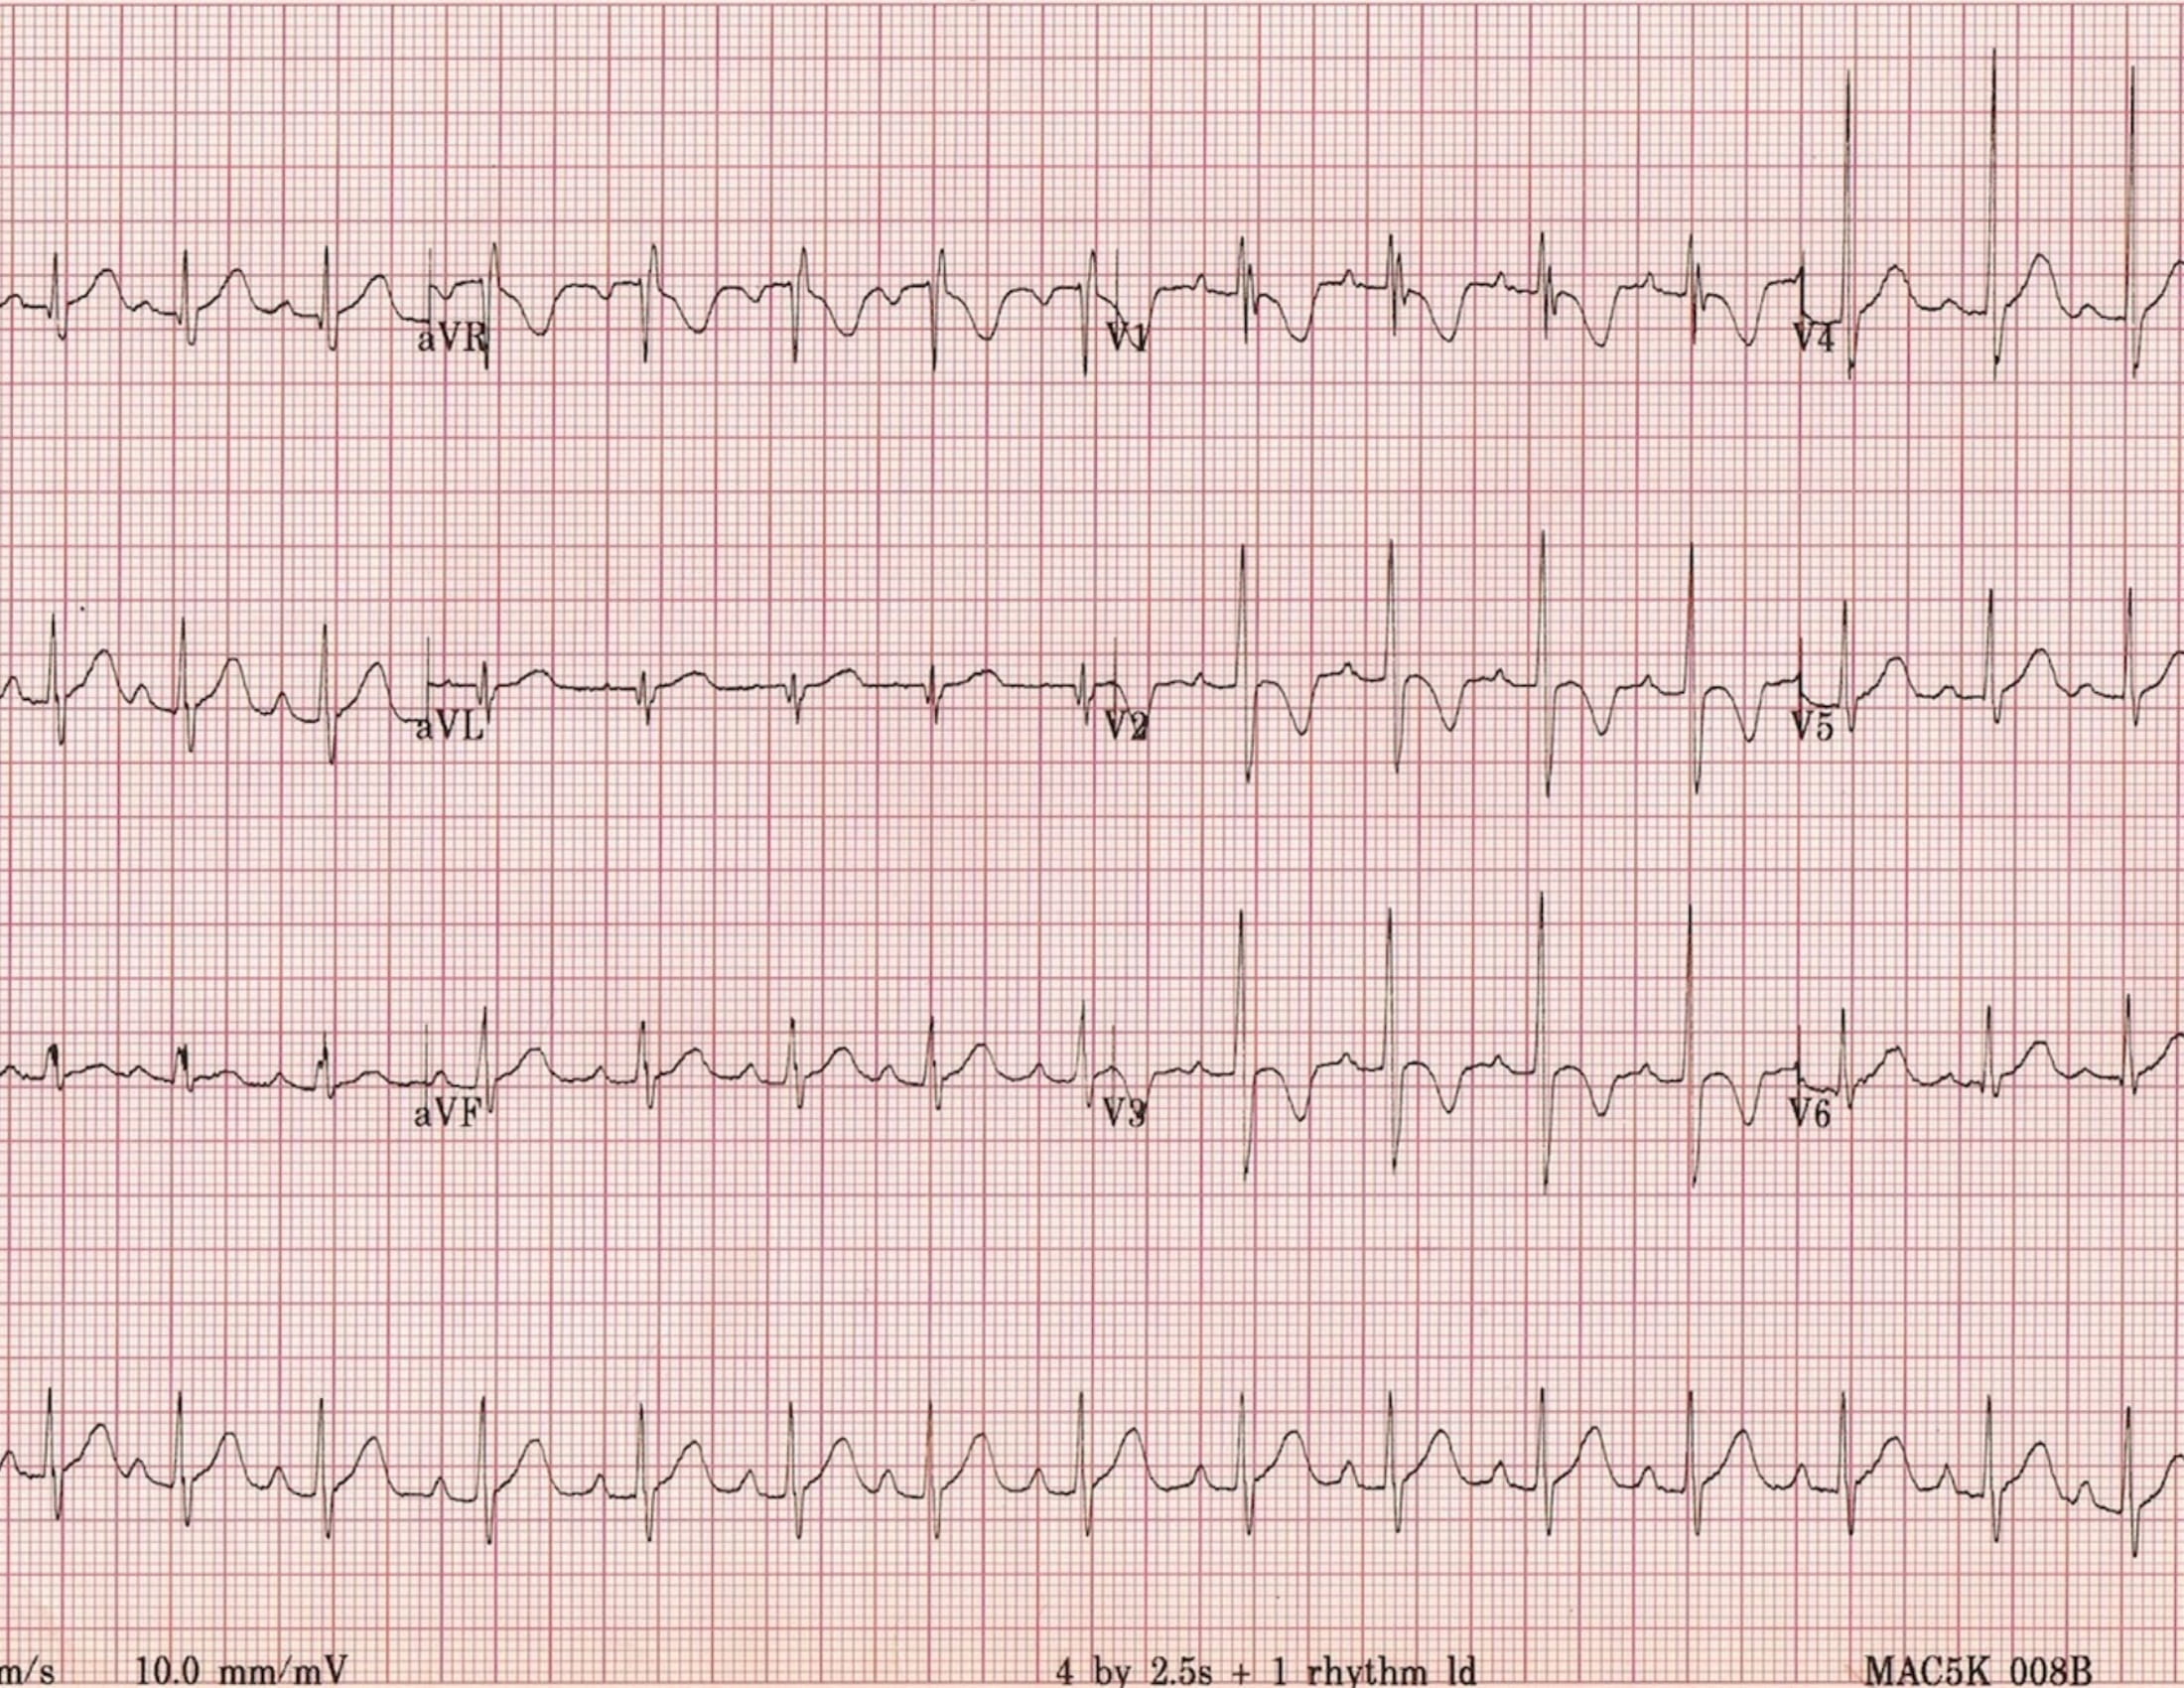 aVR V1 V4
aVL V2 V5
aVF V3 V6
m/s 10.0 mm/mV 4 by 2.5s + 1 rhythm ld MAC5K 008B